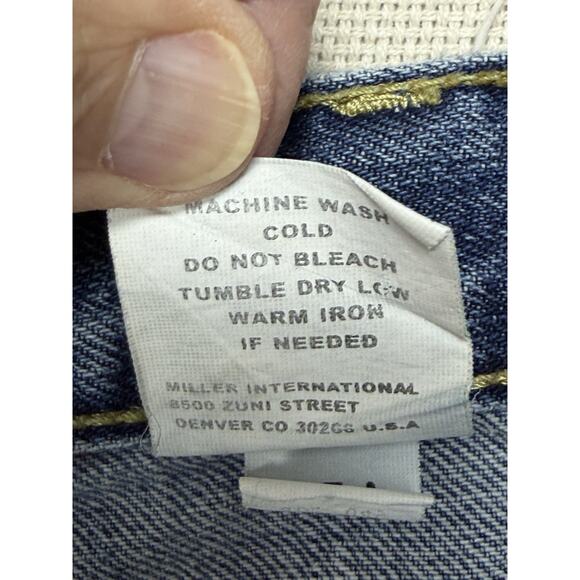 MACHINE WASH
COLD
DO NOT BLEACH
TUMBLE DRY LOW
WARM IRON
IF NEEDED
MILLER INTERNATIONAL
8500 ZUNI STREET
DENVER CO 30266 U.S.A